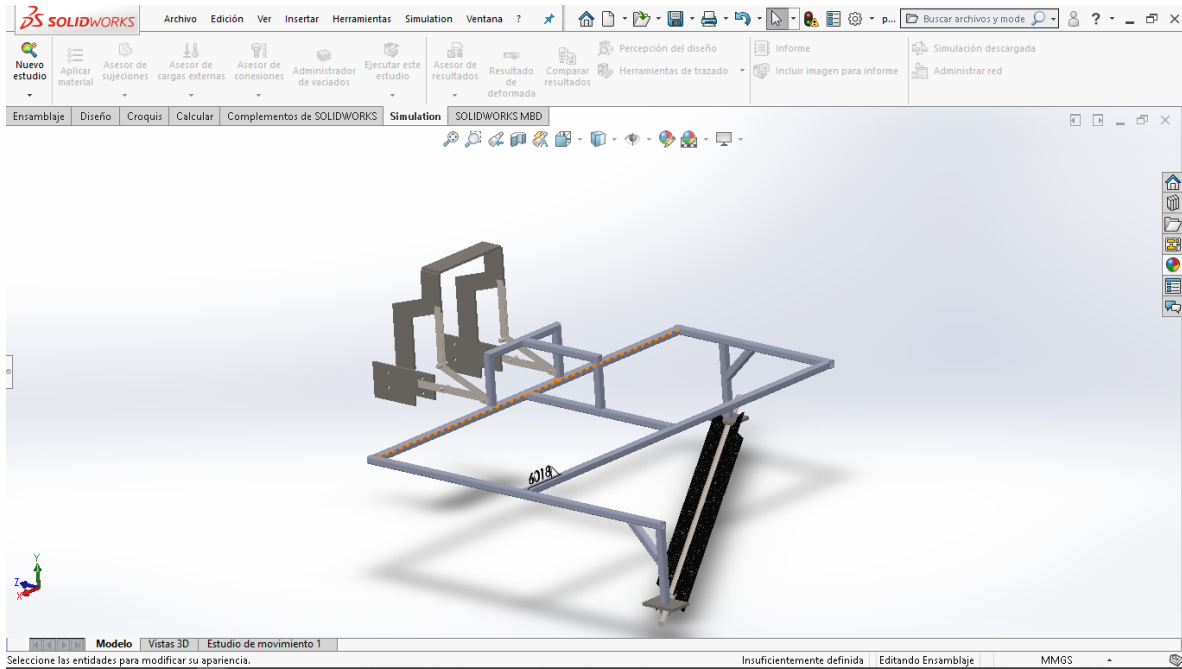 SOLIDWORKS Archivo Edición Ver Insertar Herramientas Simulation Ventana ? p... Buscar archivos y mode ?
Nuevo estudio
Aplicar material
Asesor de sujeciones
Asesor de cargas externas
Asesor de conexiones
Administrador de vaciados
Ejecutar este estudio
Asesor de resultados
Resultado de deformada
Comparar resultados
Percepción del diseño
Herramientas de trazado
Informe
Incluir imagen para informe
Simulación descargada
Administrar red
Ensamblaje Diseño Croquis Calcular Complementos de SOLIDWORKS Simulation SOLIDWORKS MBD
6018
Y
Z
X
Modelo Vistas 3D Estudio de movimiento 1
Seleccione las entidades para modificar su apariencia. Insuficientemente definida Editando Ensamblaje MMGS